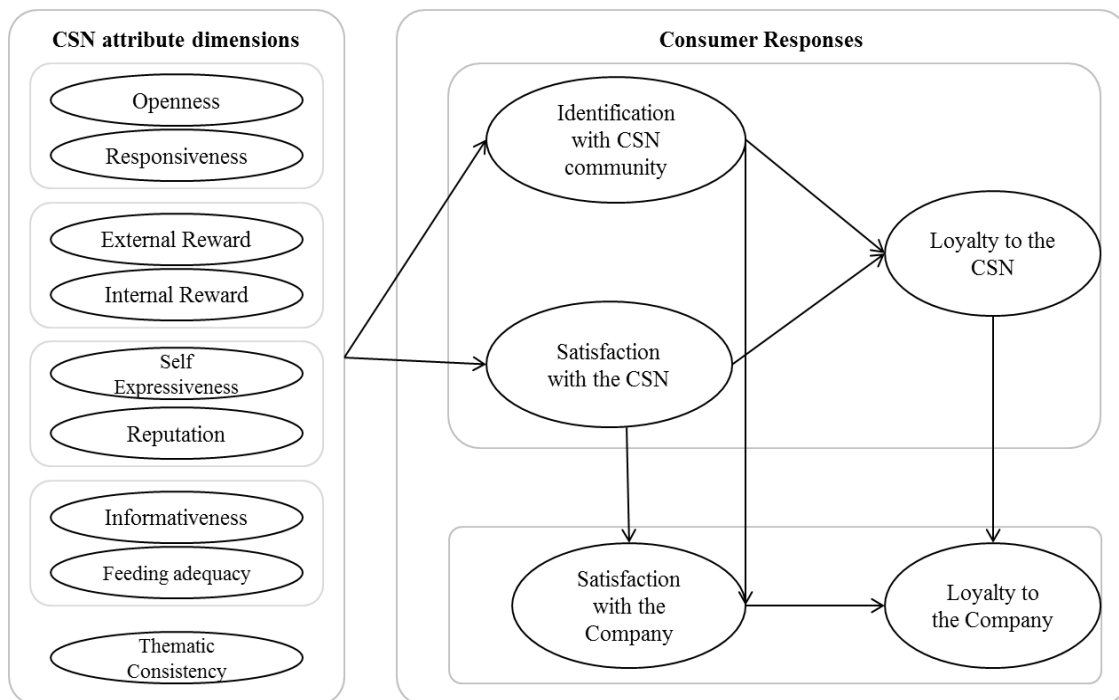 CSN attribute dimensions
Openness
Responsiveness
External Reward
Internal Reward
Self
Expressiveness
Reputation
Informativeness
Feeding adequacy
Thematic
Consistency
Consumer Responses
Identification
with CSN
community
Satisfaction
with the CSN
Loyalty to the
CSN
Satisfaction
with the
Company
Loyalty to
the Company